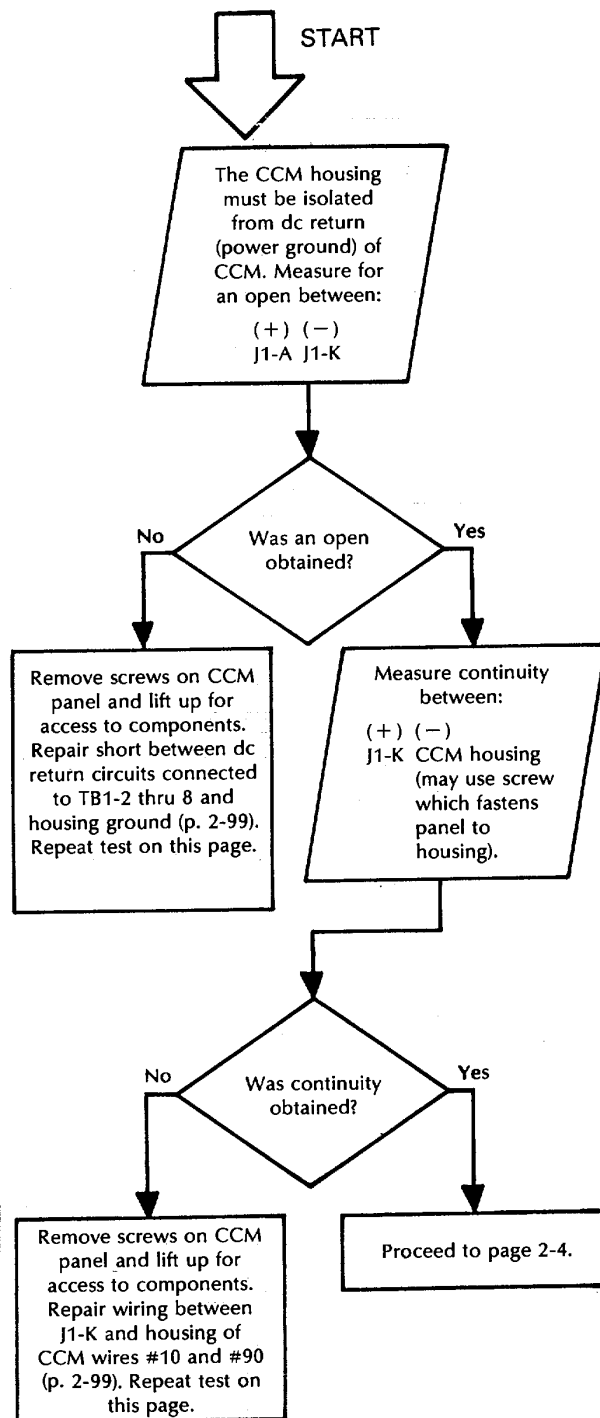 START
The CCM housing
must be isolated
from dc return
(power ground) of
CCM. Measure for
an open between:
(+) (−)
J1-A J1-K
No
Was an open
obtained?
Yes
Remove screws on CCM
panel and lift up for
access to components.
Repair short between dc
return circuits connected
to TB1-2 thru 8 and
housing ground (p. 2-99).
Repeat test on this page.
Measure continuity
between:
(+) (−)
J1-K CCM housing
(may use screw
which fastens
panel to
housing).
No
Was continuity
obtained?
Yes
Remove screws on CCM
panel and lift up for
access to components.
Repair wiring between
J1-K and housing of
CCM wires #10 and #90
(p. 2-99). Repeat test on
this page.
Proceed to page 2-4.